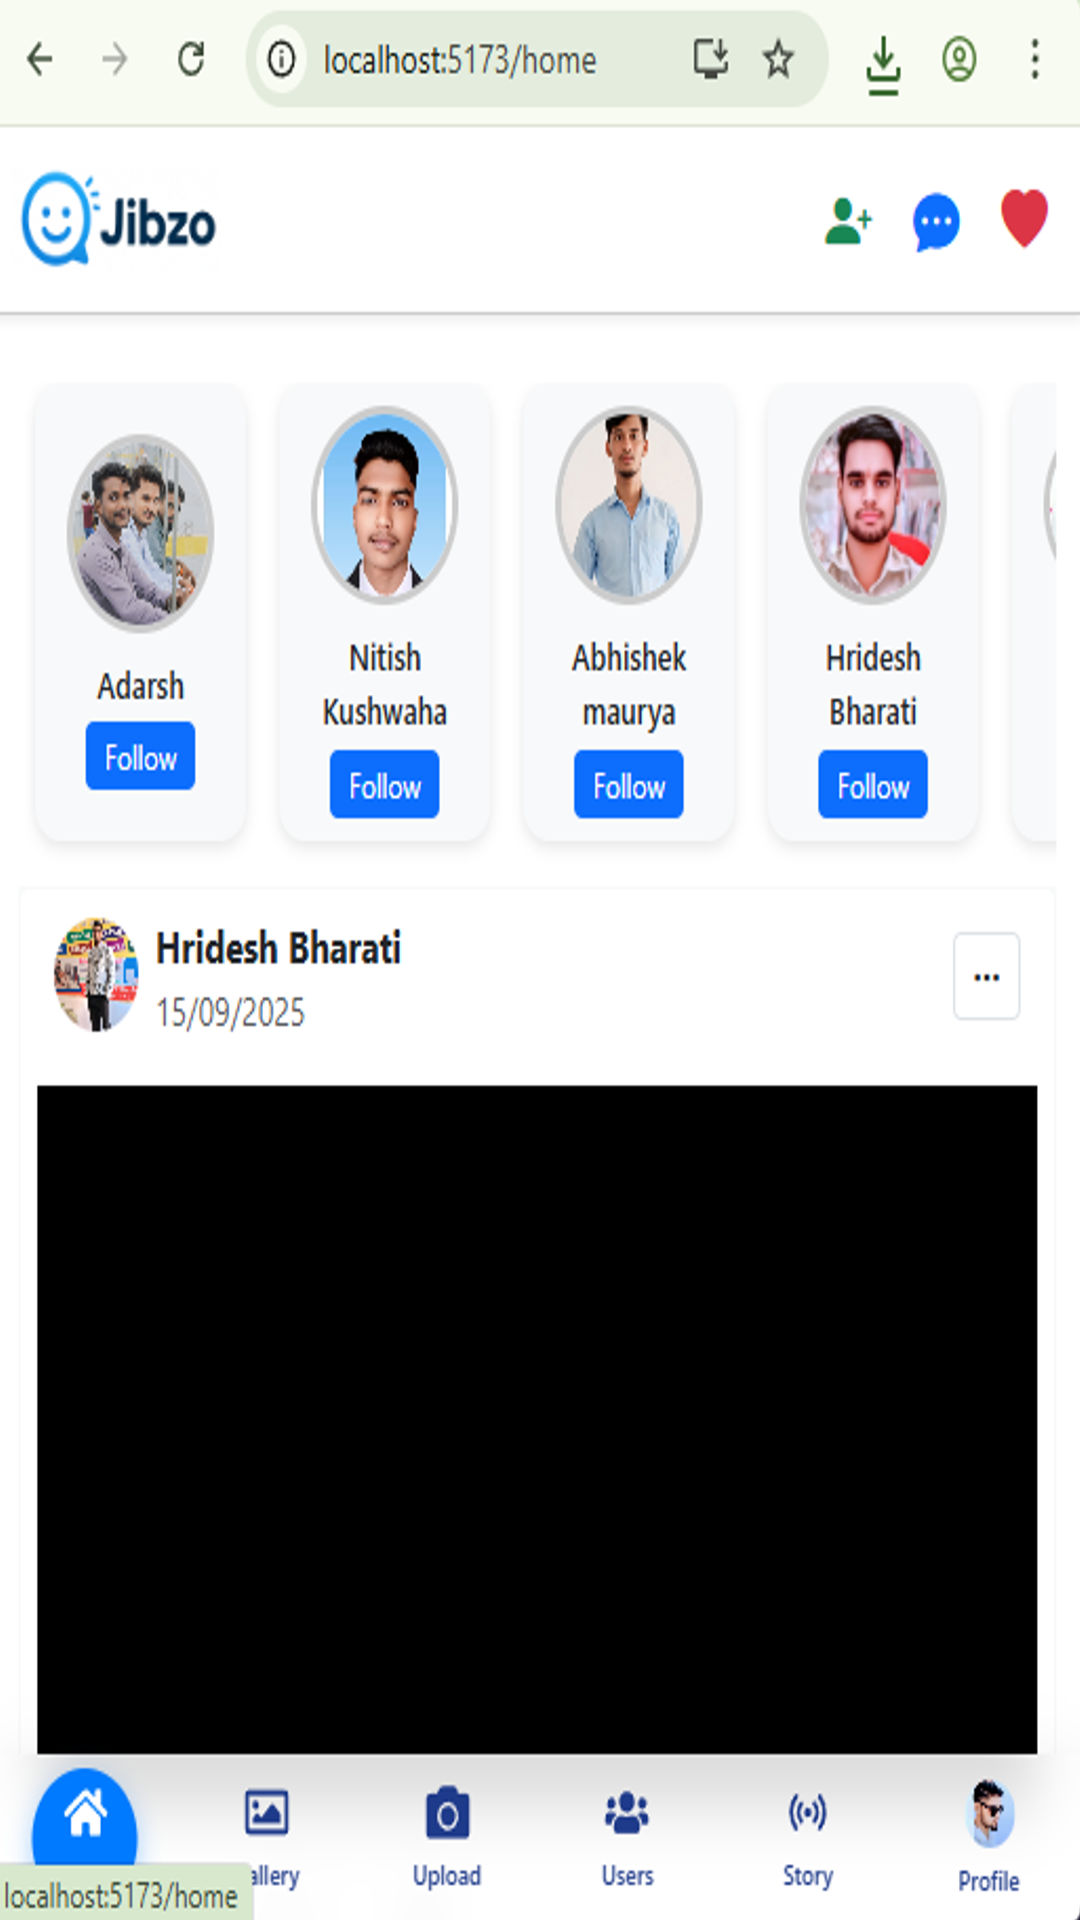 localhost:5173/home
Jibzo
Adarsh
Follow
Nitish
Kushwaha
Follow
Abhishek
maurya
Follow
Hridesh
Bharati
Follow
Hridesh Bharati
15/09/2025
allery
Upload
Users
Story
Profile
localhost:5173/home